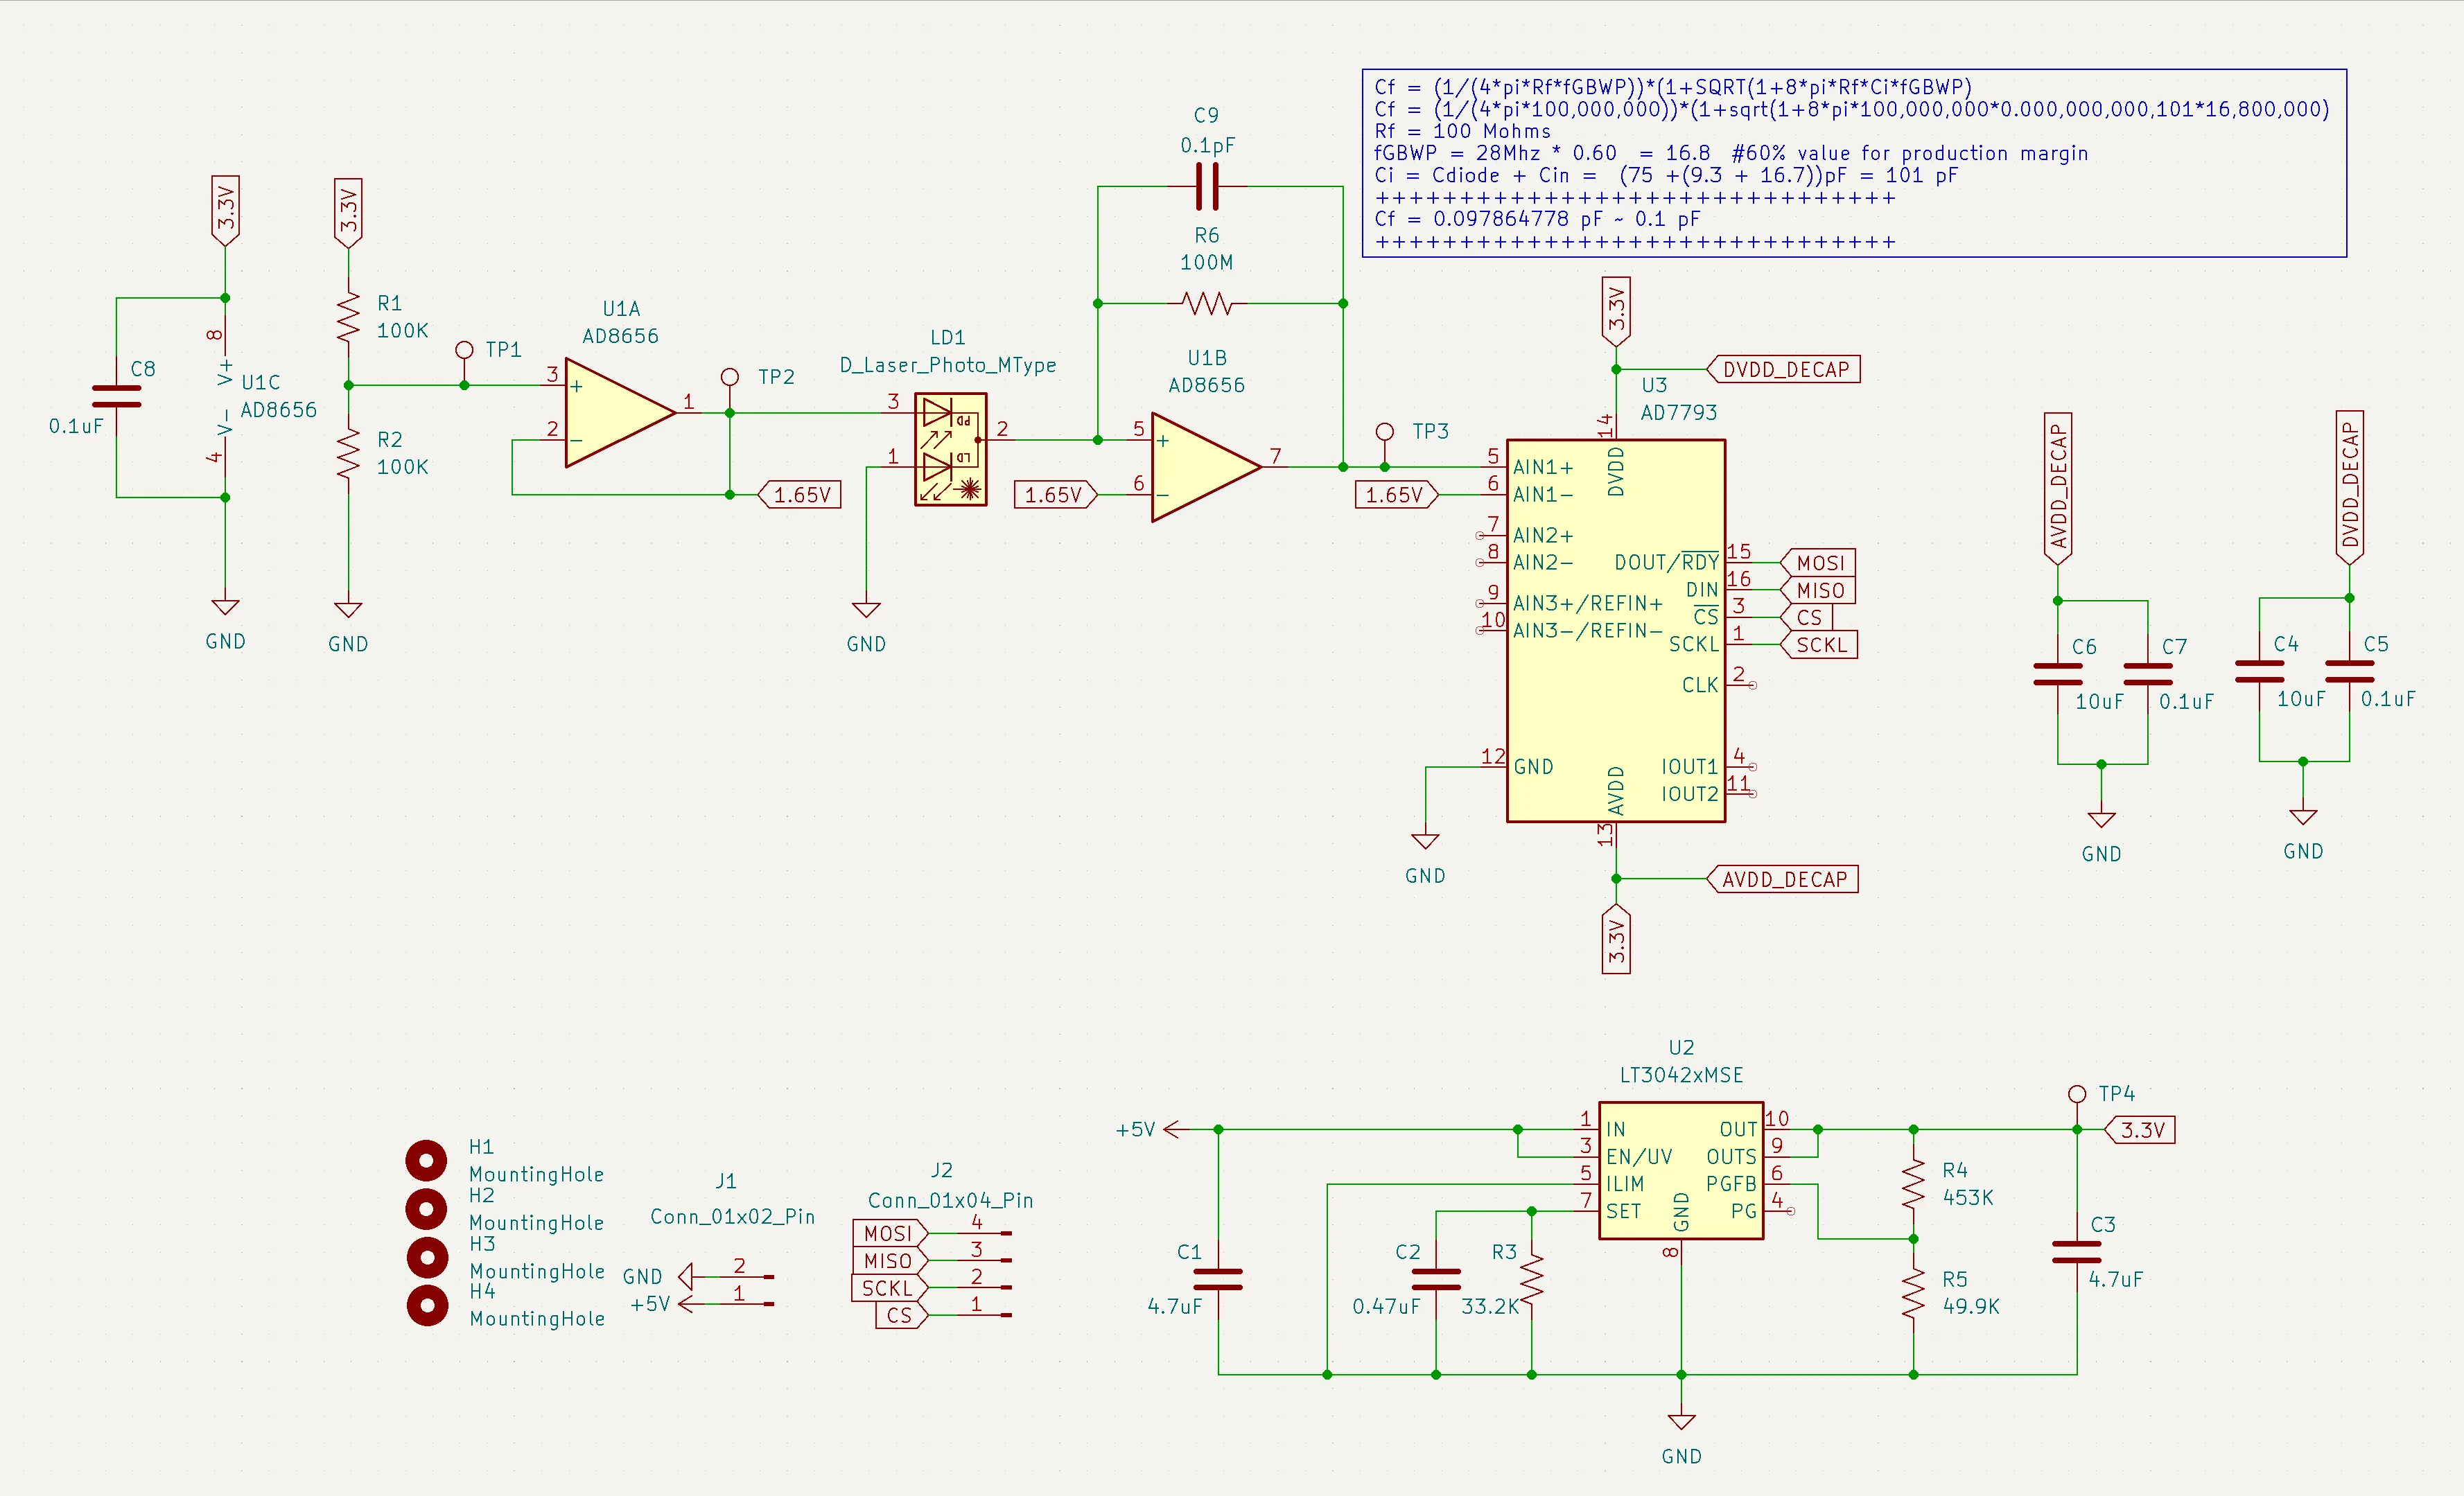 Cf = (1/(4*pi*Rf*fGBWP))*(1+SQRT(1+8*pi*Rf*Ci*fGBWP)
Cf = (1/(4*pi*100,000,000))*(1+sqrt(1+8*pi*100,000,000*0.000,000,000,101*16,800,000)
Rf = 100 Mohms
fGBWP = 28Mhz * 0.60  = 16.8  #60% value for production margin
Ci = Cdiode + Cin =  (75 +(9.3 + 16.7))pF = 101 pF
++++++++++++++++++++++++++++
Cf = 0.097864778 pF ~ 0.1 pF
++++++++++++++++++++++++++++
3.3V
8
V+
V-
4
U1C
AD8656
C8
0.1uF
GND
3.3V
R1
100K
R2
100K
GND
TP1
U1A
AD8656
3
+
2
-
1
TP2
1.65V
LD1
D_Laser_Photo_MType
3
PD
2
1
LD
GND
C9
0.1pF
R6
100M
U1B
AD8656
5
+
1.65V
6
-
7
TP3
1.65V
3.3V
DVDD_DECAP
U3
AD7793
14
DVDD
5 AIN1+
6 AIN1-
7 AIN2+
8 AIN2-
9 AIN3+/REFIN+
10 AIN3-/REFIN-
12 GND
GND
DOUT/RDY 15 MOSI
DIN 16 MISO
CS 3 CS
SCKL 1 SCKL
CLK 2
IOUT1 4
IOUT2 11
AVDD
13
AVDD_DECAP
3.3V
AVDD_DECAP
C6
10uF
C7
0.1uF
GND
DVDD_DECAP
C4
10uF
C5
0.1uF
GND
H1
MountingHole
H2
MountingHole
H3
MountingHole
H4
MountingHole
J1
Conn_01x02_Pin
GND 2
+5V 1
J2
Conn_01x04_Pin
MOSI 4
MISO 3
SCKL 2
CS 1
U2
LT3042xMSE
+5V
1 IN
3 EN/UV
5 ILIM
7 SET
GND
8
OUT 10
OUTS 9
PGFB 6
PG 4
C1
4.7uF
C2
0.47uF
R3
33.2K
R4
453K
R5
49.9K
TP4
3.3V
C3
4.7uF
GND